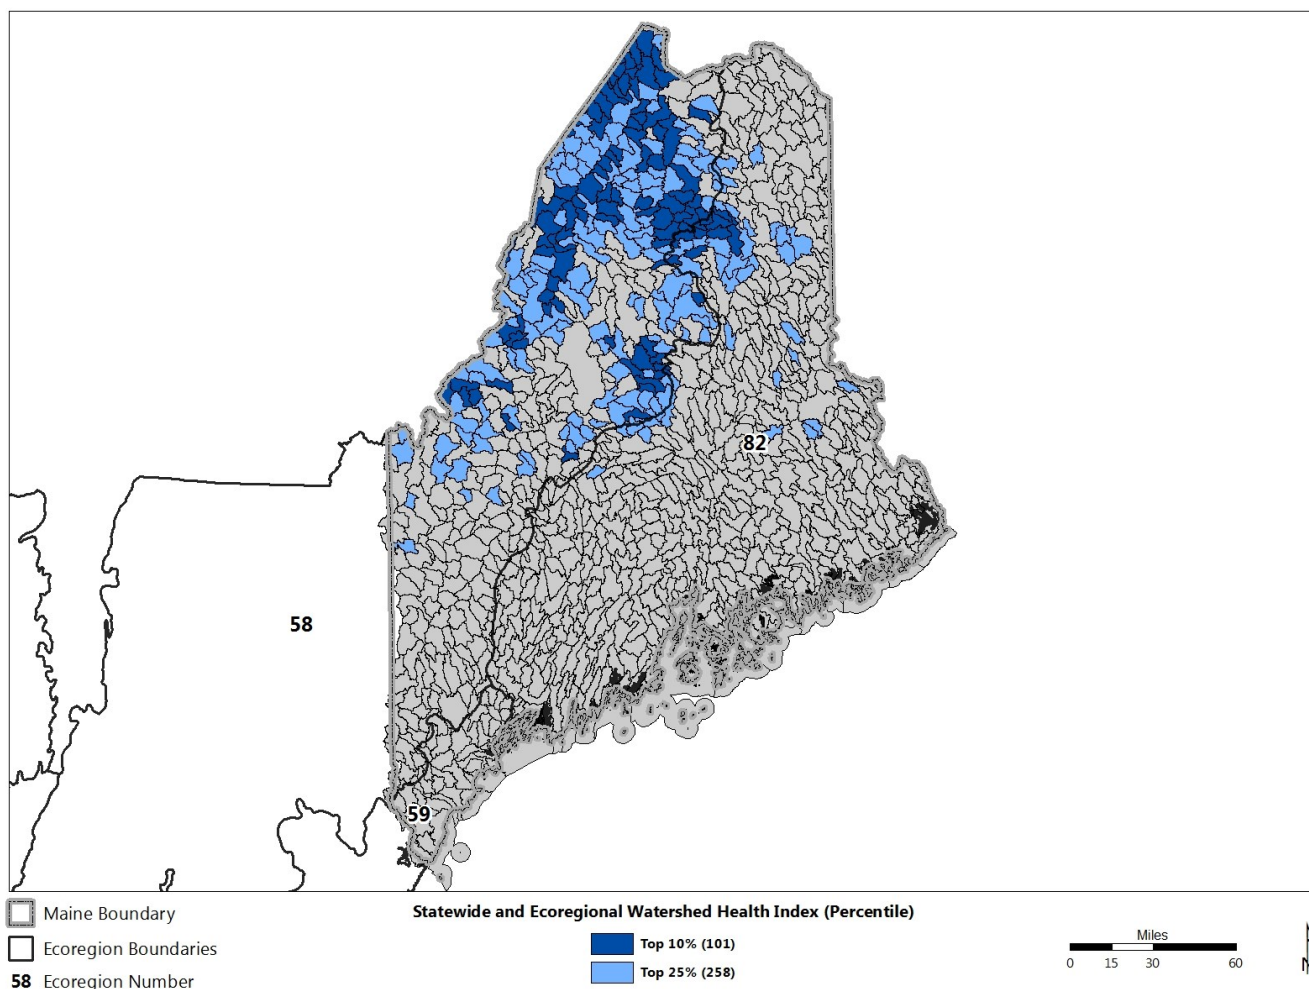 82
58
59
Maine Boundary
Ecoregion Boundaries
58 Ecoregion Number
Statewide and Ecoregional Watershed Health Index (Percentile)
Top 10% (101)
Top 25% (258)
Miles
0 15 30 60